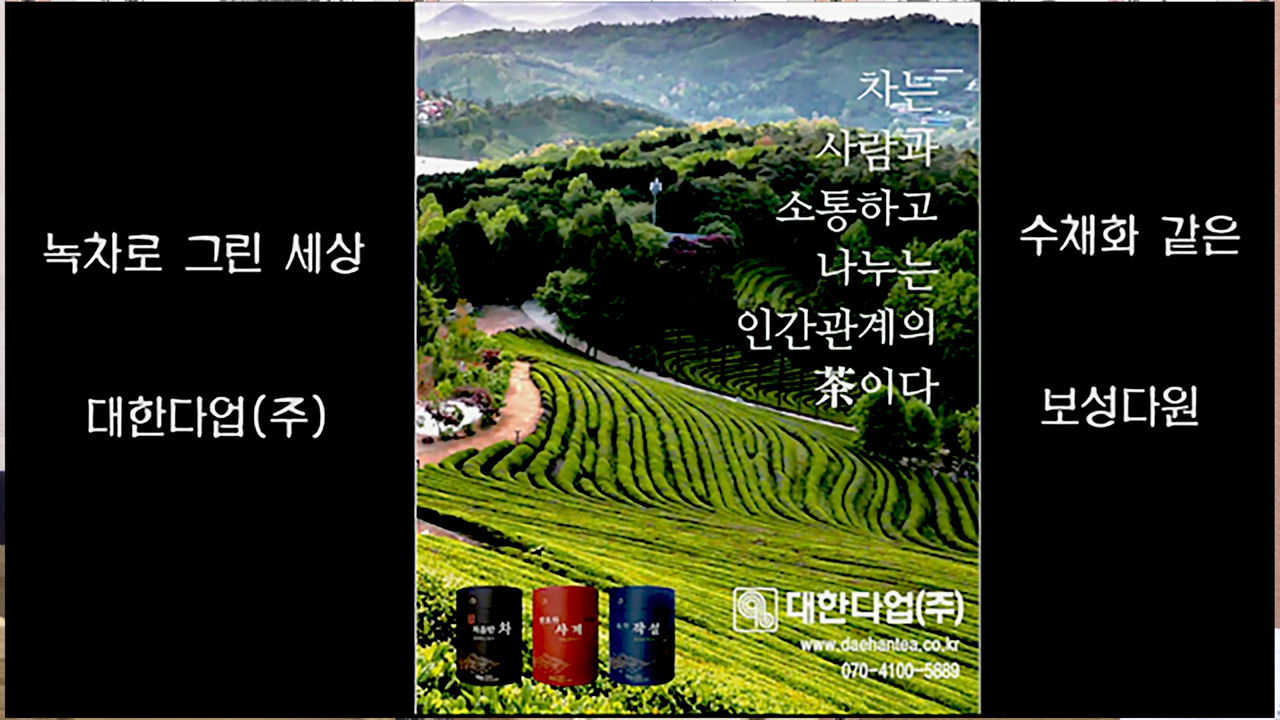 녹차로 그린 세상
대한다업(주)
차는
사람과
소통하고
나누는
인간관계의
茶이다
차
사계
작설
대한다업(주)
www.daehantea.co.kr
070-4100-5889
수채화 같은
보성다원